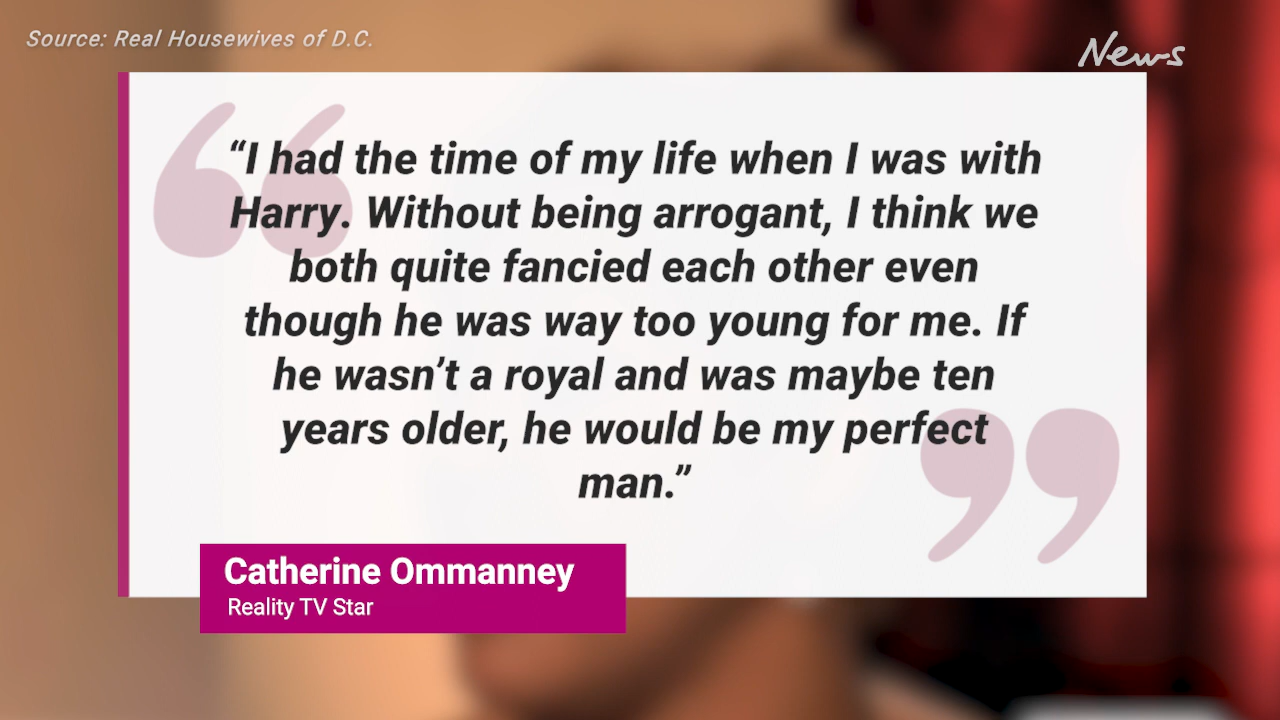 Source: Real Housewives of D.C.
News
“I had the time of my life when I was with
Harry. Without being arrogant, I think we
both quite fancied each other even
though he was way too young for me. If
he wasn’t a royal and was maybe ten
years older, he would be my perfect
man.”
Catherine Ommanney
Reality TV Star